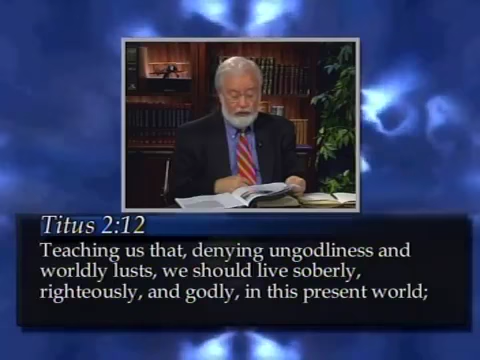 Titus 2:12
Teaching us that, denying ungodliness and
worldly lusts, we should live soberly,
righteously, and godly, in this present world;